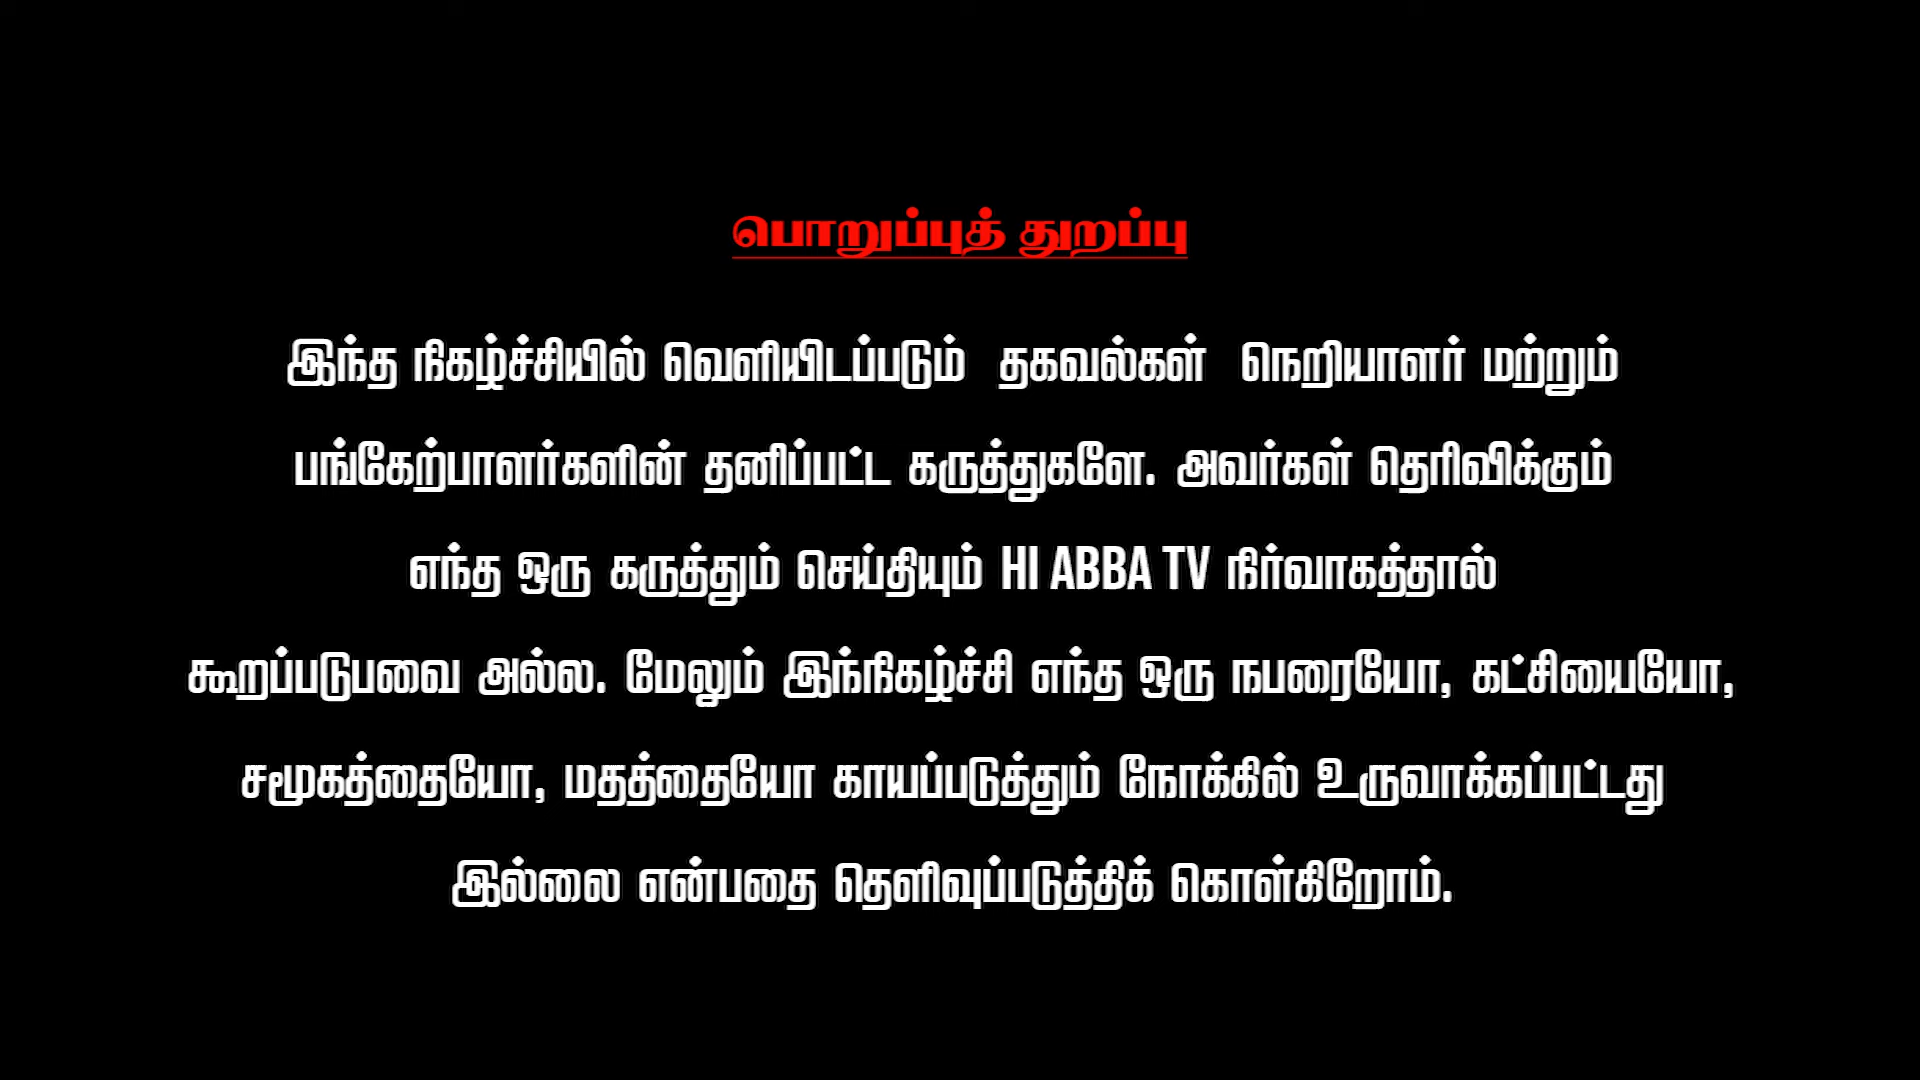 பொறுப்புத் துறப்பு
இந்த நிகழ்ச்சியில் வெளியிடப்படும் தகவல்கள் நெறியாளர் மற்றும்
பங்கேற்பாளர்களின் தனிப்பட்ட கருத்துகளே. அவர்கள் தெரிவிக்கும்
எந்த ஒரு கருத்தும் செய்தியும் HI ABBA TV நிர்வாகத்தால்
கூறப்படுபவை அல்ல. மேலும் இந்நிகழ்ச்சி எந்த ஒரு நபரையோ, கட்சியையோ,
சமூகத்தையோ, மதத்தையோ காயப்படுத்தும் நோக்கில் உருவாக்கப்பட்டது
இல்லை என்பதை தெளிவுப்படுத்திக் கொள்கிறோம்.